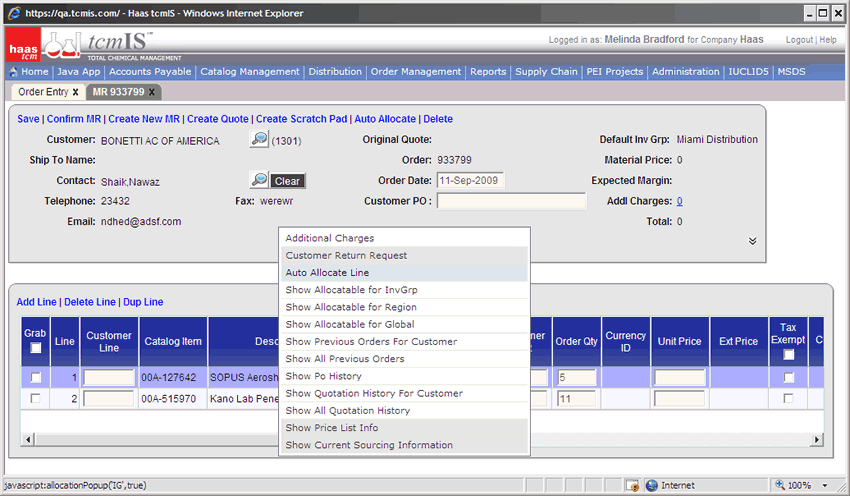 https://qa.tcmis.com/ - Haas tcmIS - Windows Internet Explorer
haas tcm
tcmIS™
TOTAL CHEMICAL MANAGEMENT
Logged in as: Melinda Bradford for Company Haas
Logout | Help
Home | Java App | Accounts Payable | Catalog Management | Distribution | Order Management | Reports | Supply Chain | PEI Projects | Administration | IUCLID5 | MSDS
Order Entry x MR 933799 x
Save | Confirm MR | Create New MR | Create Quote | Create Scratch Pad | Auto Allocate | Delete
Customer: BONETTI AC OF AMERICA (1301) Original Quote: Default Inv Grp: Miami Distribution
Ship To Name: Order: 933799 Material Price: 0
Contact: Shaik,Nawaz Clear Order Date: 11-Sep-2009 Expected Margin:
Telephone: 23432 Fax: werewr Customer PO : Addl Charges: 0
Email: ndhed@adsf.com Total: 0
Additional Charges
Customer Return Request
Auto Allocate Line
Show Allocatable for InvGrp
Show Allocatable for Region
Show Allocatable for Global
Show Previous Orders For Customer
Show All Previous Orders
Show Po History
Show Quotation History For Customer
Show All Quotation History
Show Price List Info
Show Current Sourcing Information
Add Line | Delete Line | Dup Line
Grab Line Customer Line Catalog Item Desc Order Qty Currency ID Unit Price Ext Price Tax Exempt
1 00A-127642 SOPUS Aerosh 5
2 00A-515970 Kano Lab Pene 11
javascript:allocationPopup('IG',true)
Internet
100%